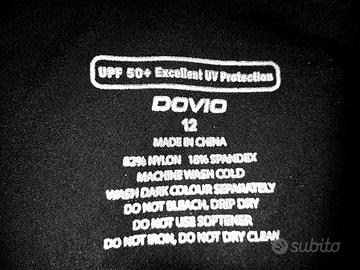 UPF 50+ Excellent UV Protection
DOVIO
12
MADE IN CHINA
82% NYLON 18% SPANDEX
MACHINE WASH COLD
WASH DARK COLOUR SEPARATELY
DO NOT BLEACH, DRIP DRY
DO NOT USE SOFTENER
DO NOT IRON, DO NOT DRY CLEAN
subito